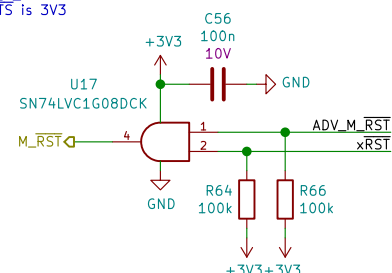 TS is 3V3
C56
100n
10V
+3V3
GND
U17
SN74LVC1G08DCK
M_RST
4
1
2
ADV_M_RST
xRST
GND
R64
100k
R66
100k
+3V3
+3V3